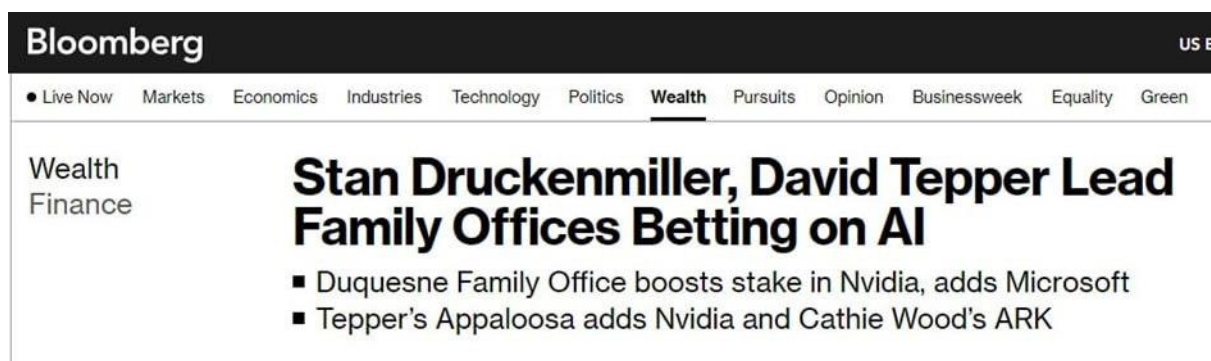 Bloomberg
US E
● Live Now Markets Economics Industries Technology Politics Wealth Pursuits Opinion Businessweek Equality Green
Wealth
Finance
Stan Druckenmiller, David Tepper Lead
Family Offices Betting on AI
■ Duquesne Family Office boosts stake in Nvidia, adds Microsoft
■ Tepper's Appaloosa adds Nvidia and Cathie Wood's ARK